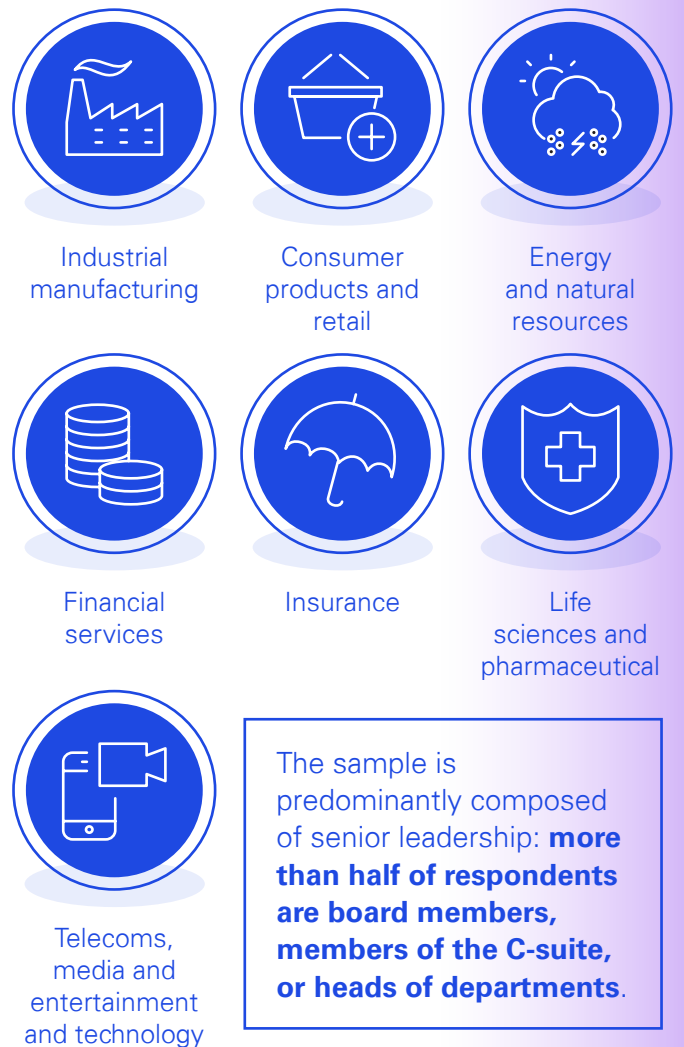 Industrial
manufacturing
Consumer
products and
retail
Energy
and natural
resources
Financial
services
Insurance
Life
sciences and
pharmaceutical
Telecoms,
media and
entertainment
and technology
The sample is
predominantly composed
of senior leadership: more
than half of respondents
are board members,
members of the C-suite,
or heads of departments.